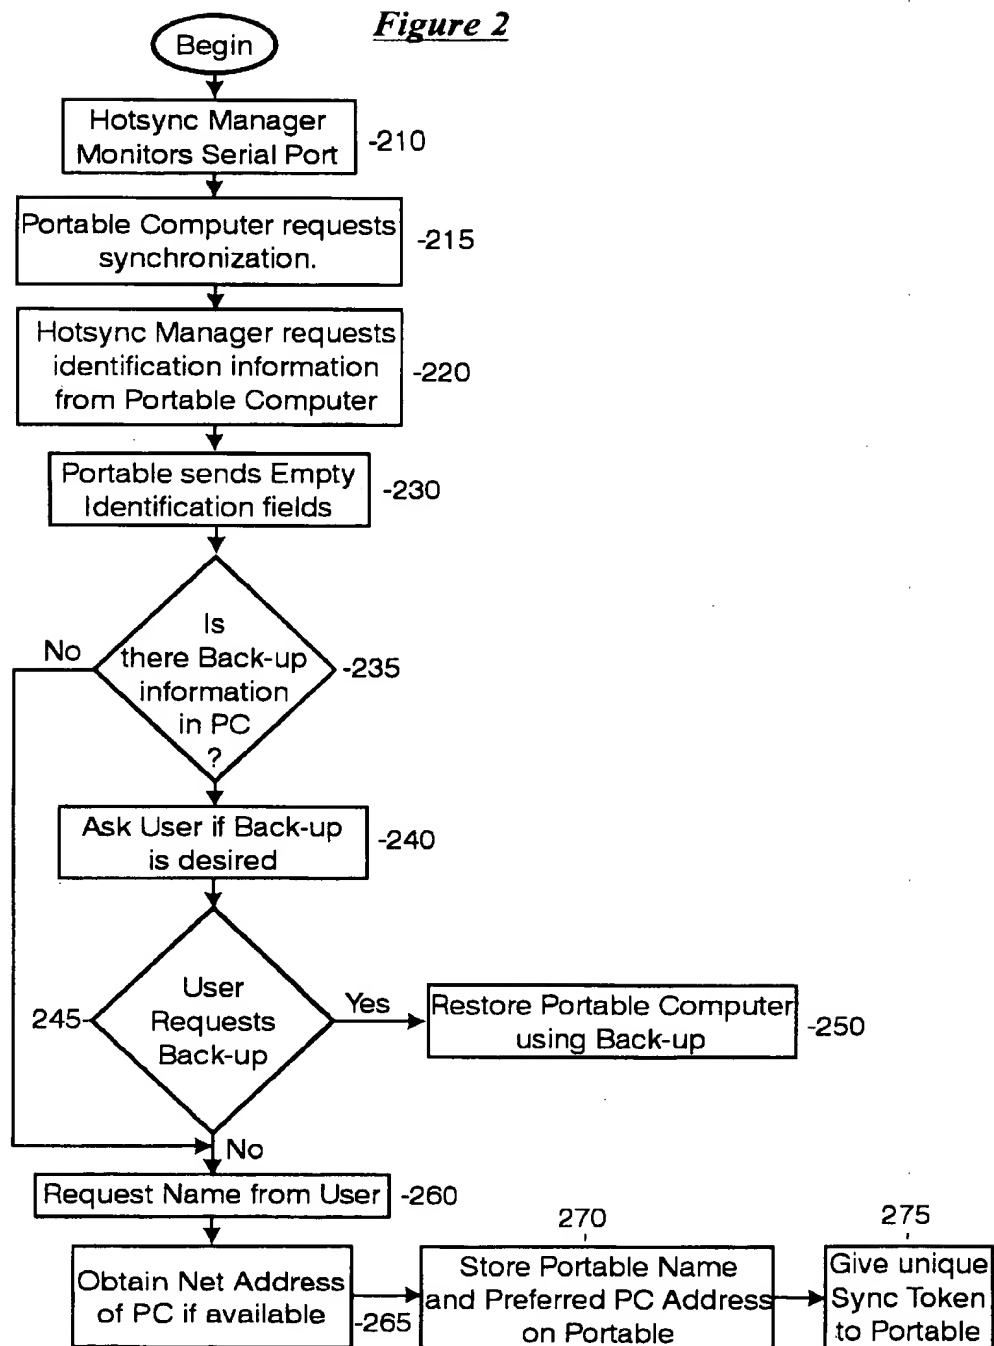 Figure 2
Begin
Hotsync Manager
Monitors Serial Port
-210
Portable Computer requests
synchronization.
-215
Hotsync Manager requests
identification information
from Portable Computer
-220
Portable sends Empty
Identification fields
-230
Is
there Back-up
information
in PC
?
No
-235
Ask User if Back-up
is desired
-240
User
Requests
Back-up
245-
Yes
Restore Portable Computer
using Back-up
-250
No
Request Name from User
-260
Obtain Net Address
of PC if available
-265
270
Store Portable Name
and Preferred PC Address
on Portable
275
Give unique
Sync Token
to Portable